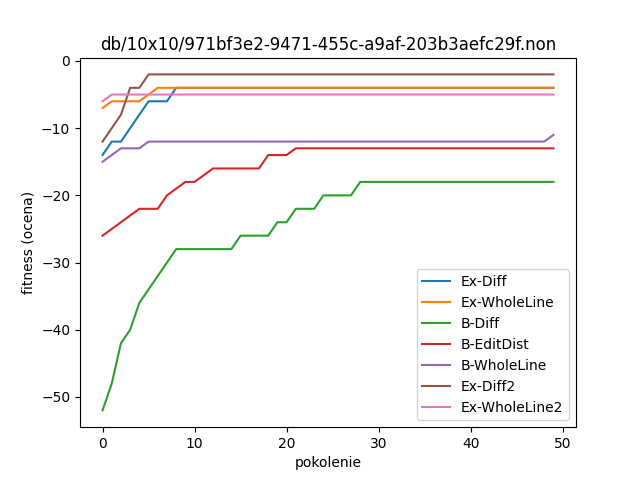 db/10x10/971bf3e2-9471-455c-a9af-203b3aefc29f.non
0
−10
−20
−30
−40
−50
fitness (ocena)
Ex-Diff
Ex-WholeLine
B-Diff
B-EditDist
B-WholeLine
Ex-Diff2
Ex-WholeLine2
0 10 20 30 40 50
pokolenie